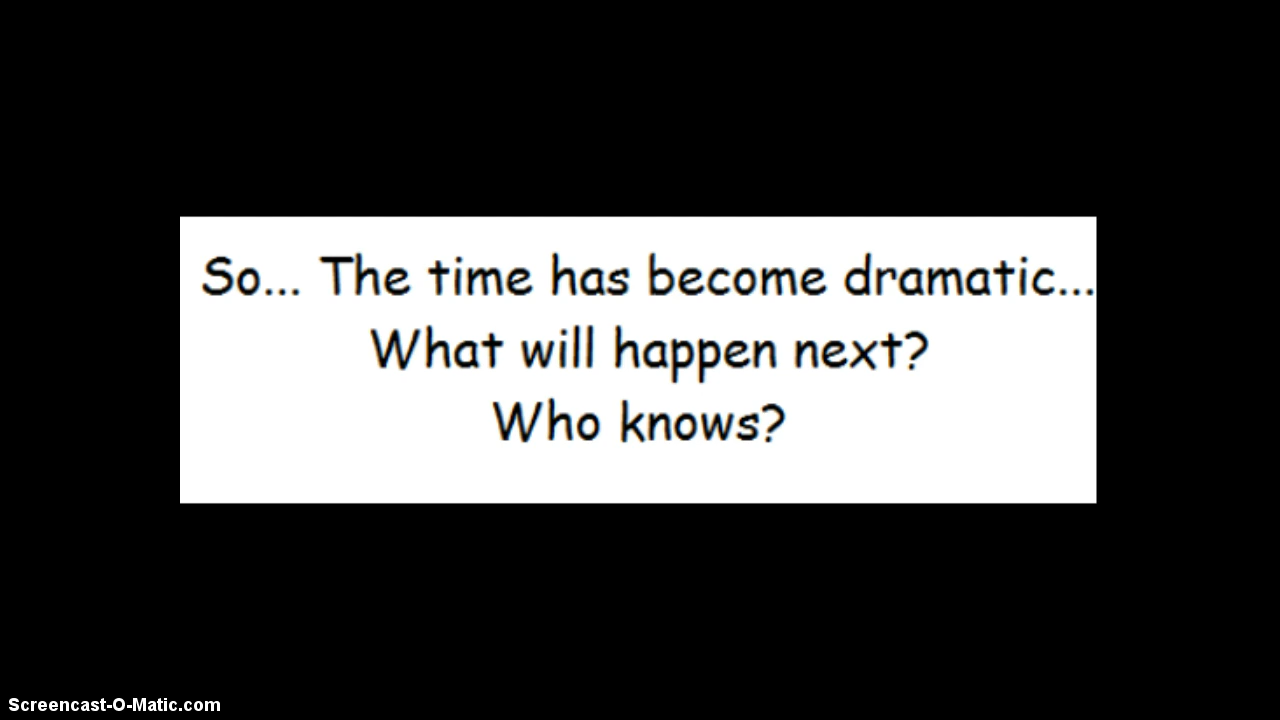 So... The time has become dramatic...
What will happen next?
Who knows?
Screencast-O-Matic.com